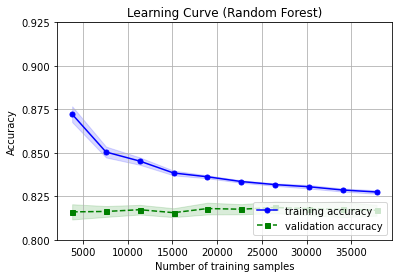 Learning Curve (Random Forest)
0.925
0.900
0.875
0.850
0.825
0.800
Accuracy
training accuracy
validation accuracy
5000 10000 15000 20000 25000 30000 35000
Number of training samples